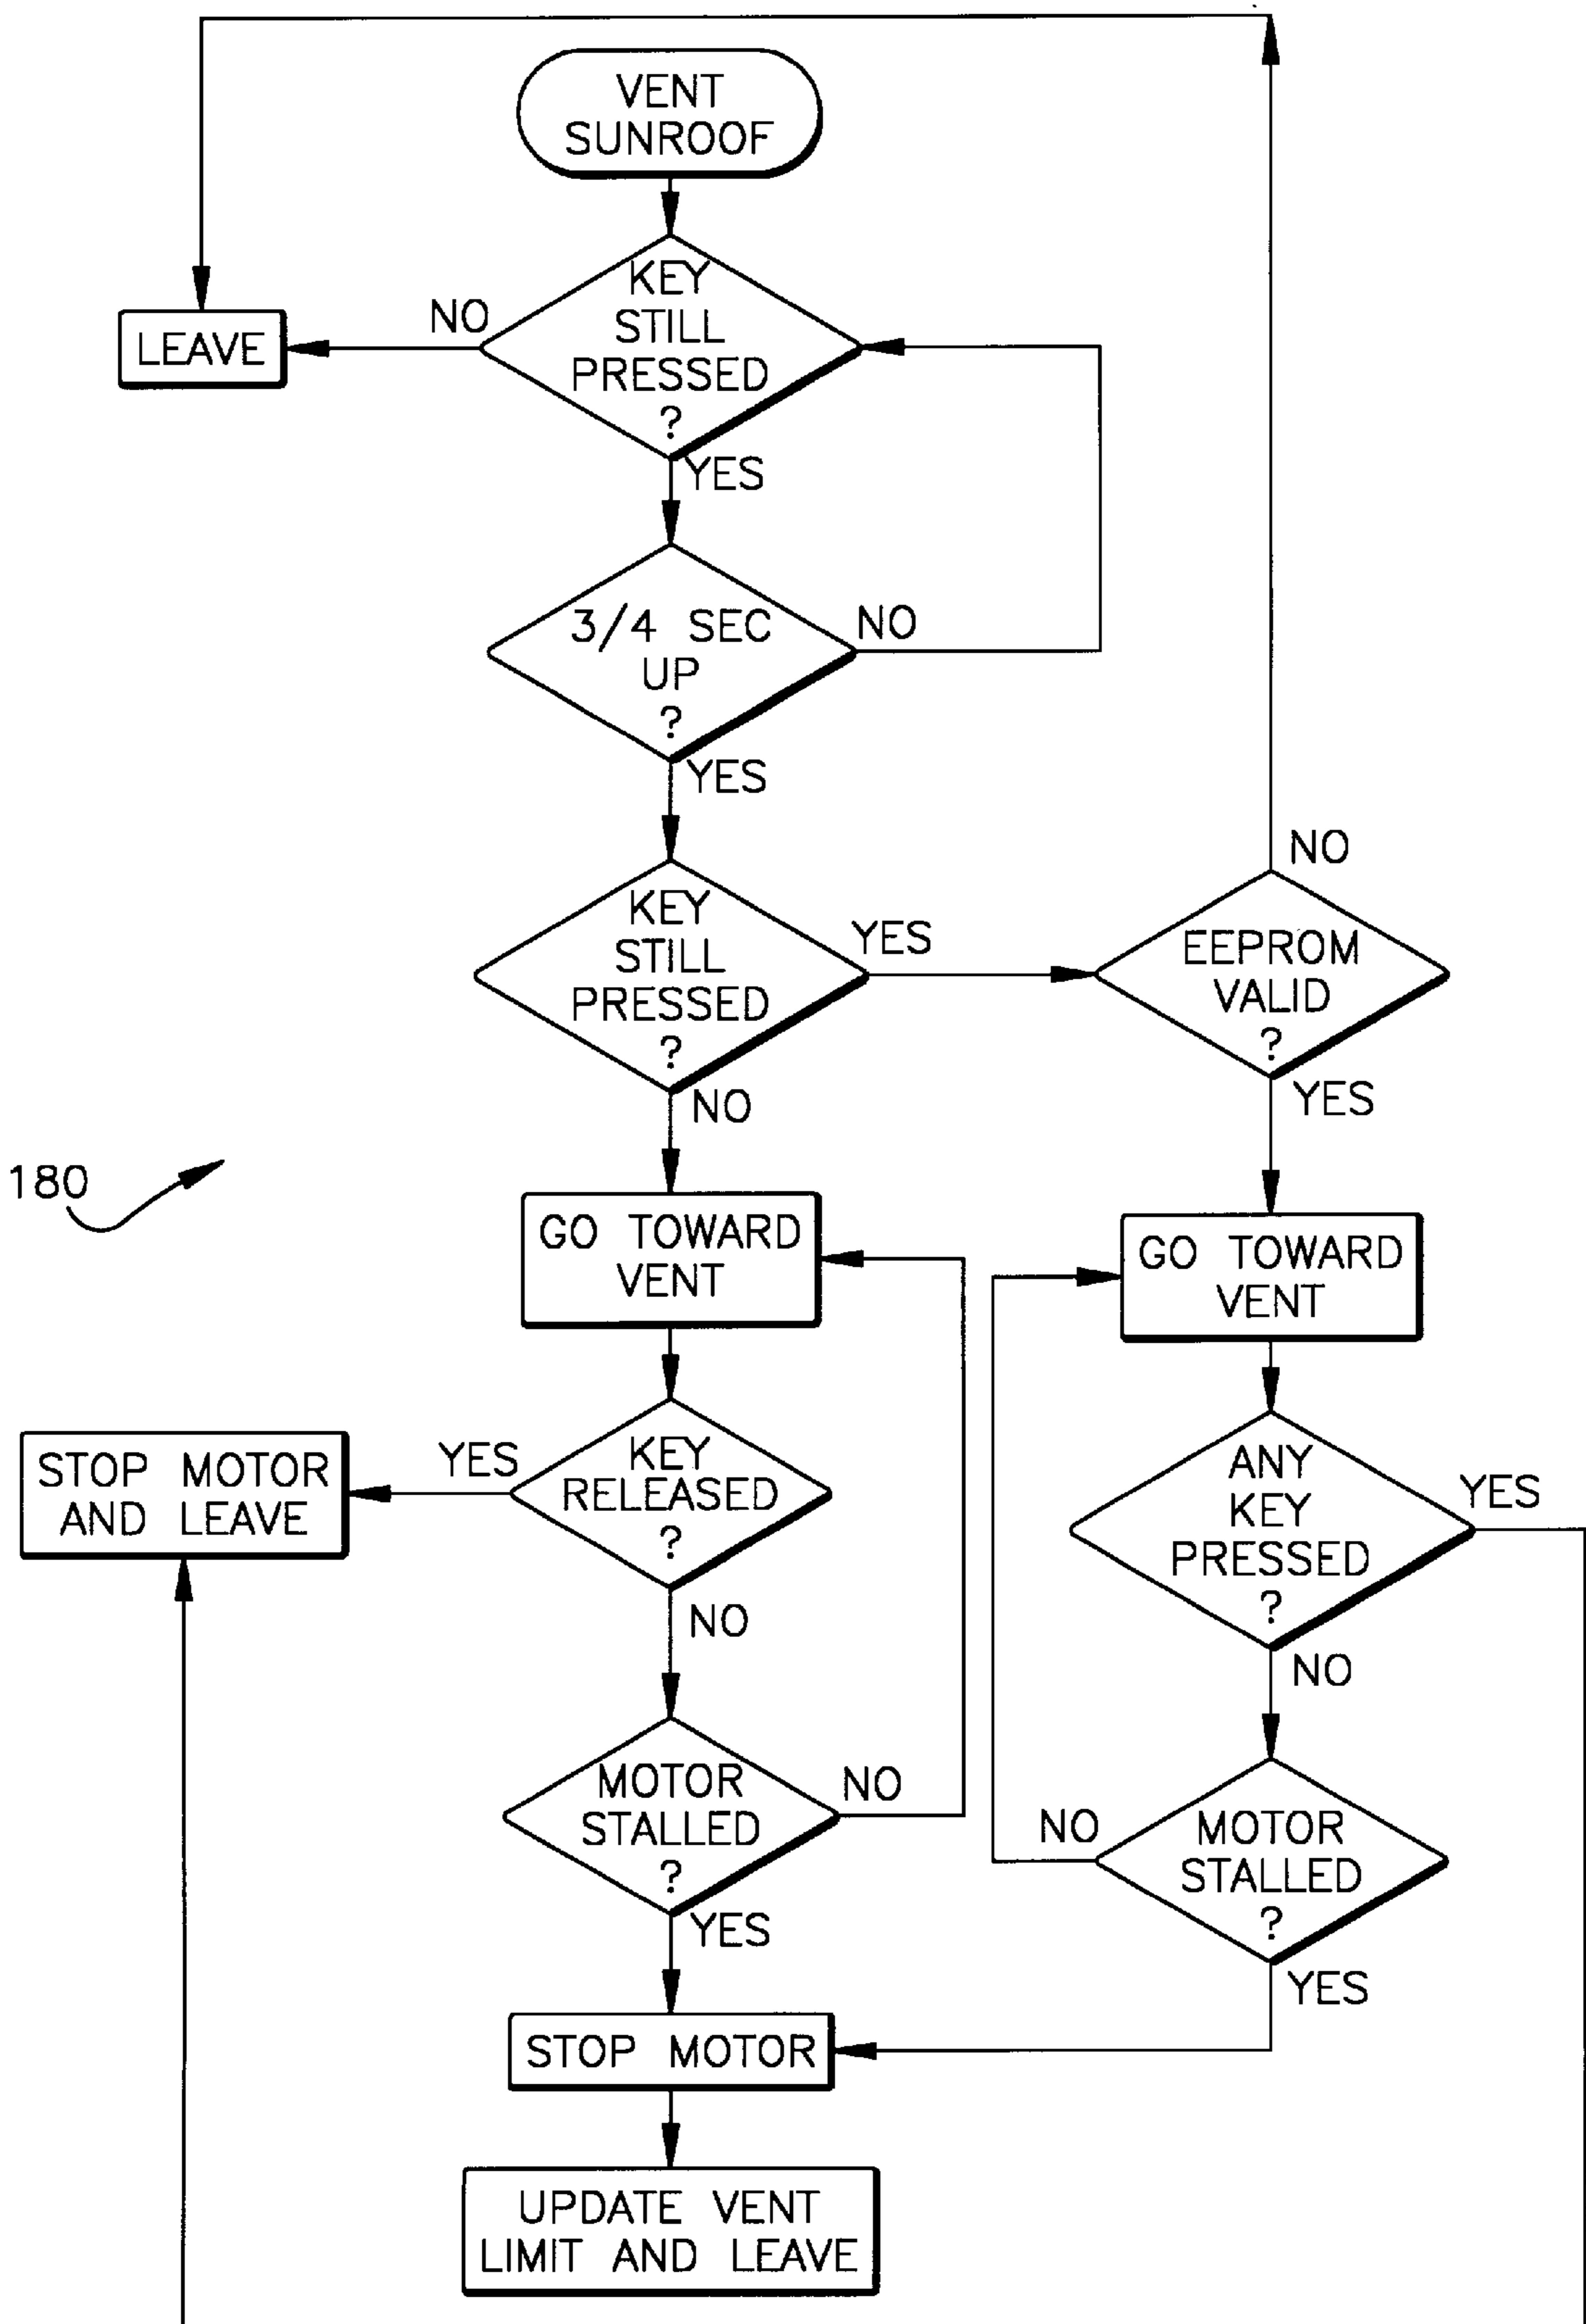 VENT
SUNROOF
KEY
STILL
PRESSED
?
NO
LEAVE
YES
3/4 SEC
UP
?
NO
YES
KEY
STILL
PRESSED
?
YES
NO
EEPROM
VALID
?
NO
YES
180
GO TOWARD
VENT
GO TOWARD
VENT
KEY
RELEASED
?
YES
STOP MOTOR
AND LEAVE
NO
ANY
KEY
PRESSED
?
YES
NO
MOTOR
STALLED
?
NO
YES
MOTOR
STALLED
?
NO
YES
STOP MOTOR
UPDATE VENT
LIMIT AND LEAVE